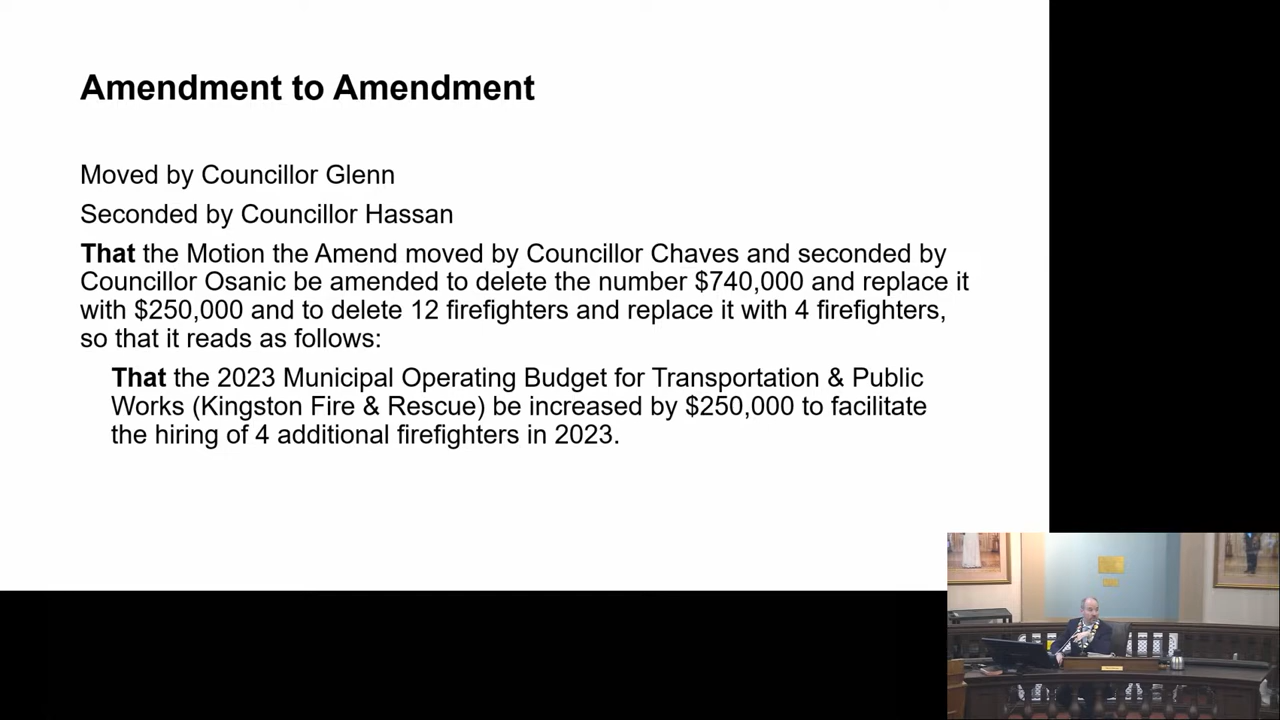 Amendment to Amendment
Moved by Councillor Glenn
Seconded by Councillor Hassan
That the Motion the Amend moved by Councillor Chaves and seconded by
Councillor Osanic be amended to delete the number $740,000 and replace it
with $250,000 and to delete 12 firefighters and replace it with 4 firefighters,
so that it reads as follows:
That the 2023 Municipal Operating Budget for Transportation & Public
Works (Kingston Fire & Rescue) be increased by $250,000 to facilitate
the hiring of 4 additional firefighters in 2023.